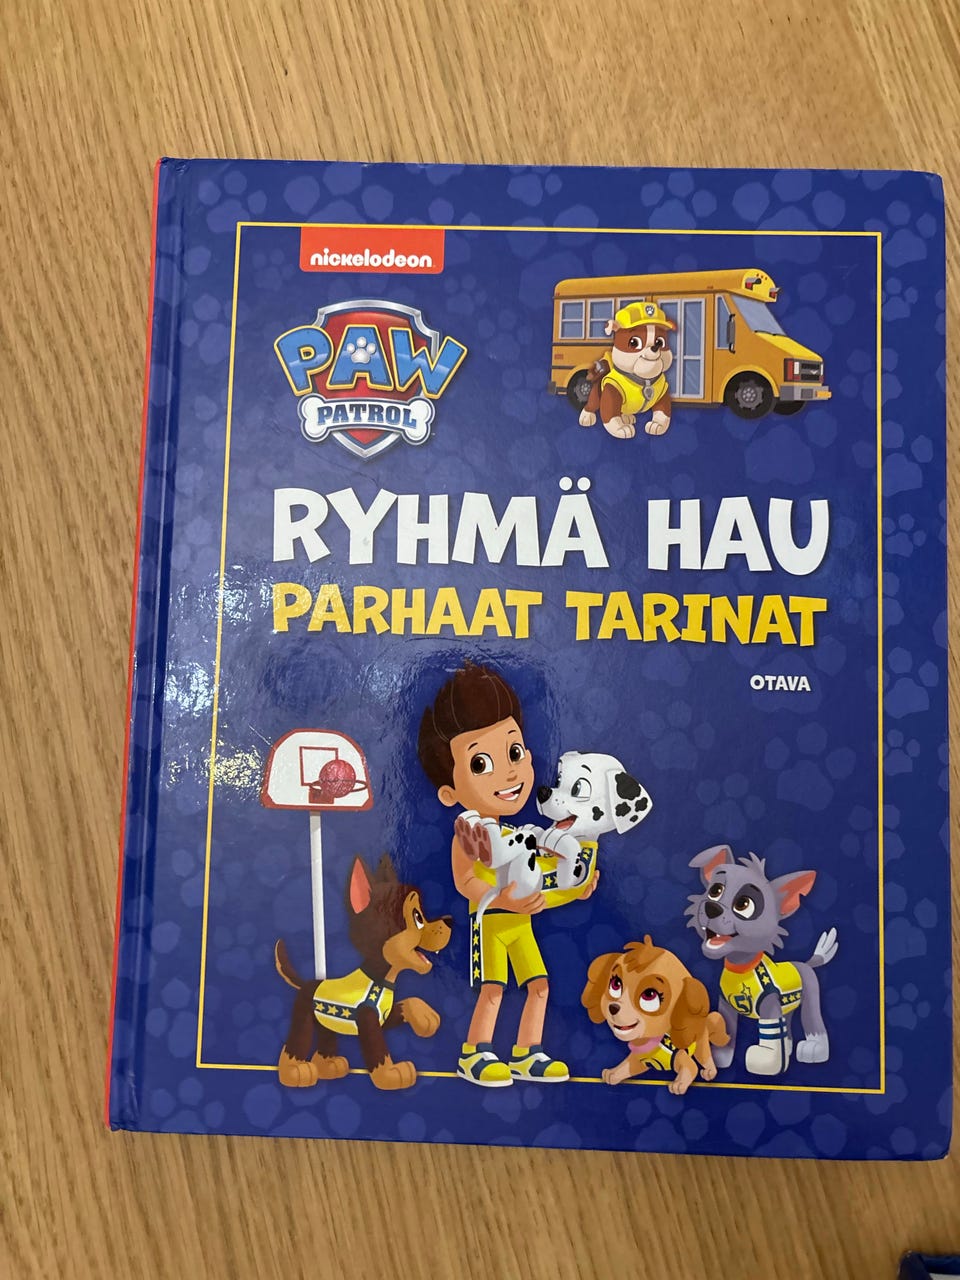 nickelodeon
PAW
PATROL
RYHMÄ HAU
PARHAAT TARINAT
OTAVA